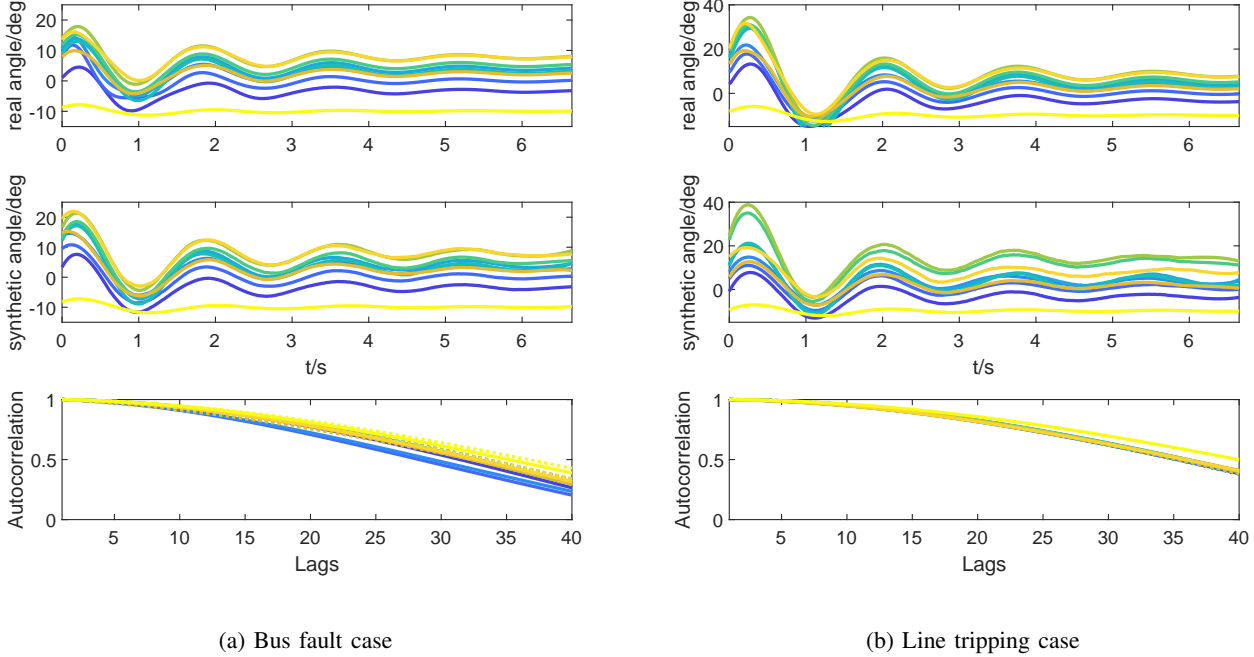 real angle/deg
20
10
0
-10
0 1 2 3 4 5 6
synthetic angle/deg
20
10
0
-10
0 1 2 3 4 5 6
t/s
Autocorrelation
1
0.5
0
5 10 15 20 25 30 35 40
Lags
(a) Bus fault case
real angle/deg
40
20
0
0 1 2 3 4 5 6
synthetic angle/deg
40
20
0
0 1 2 3 4 5 6
t/s
Autocorrelation
1
0.5
0
5 10 15 20 25 30 35 40
Lags
(b) Line tripping case